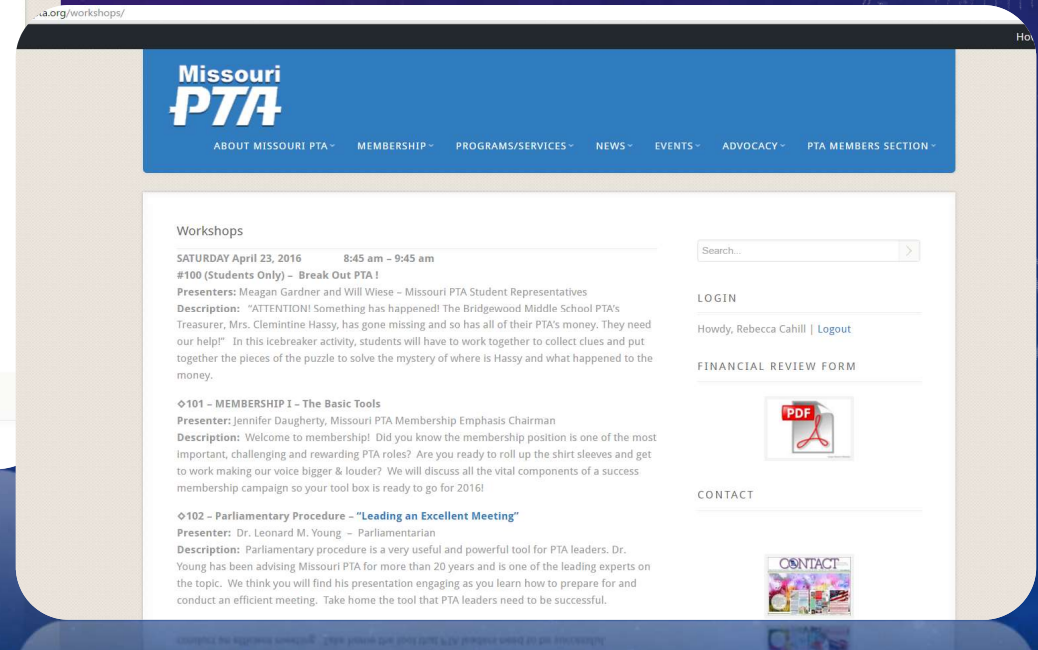 ta.org/workshops/
Missouri
PTA
ABOUT MISSOURI PTA
MEMBERSHIP
PROGRAMS/SERVICES
NEWS
EVENTS
ADVOCACY
PTA MEMBERS SECTION
Workshops
SATURDAY April 23, 2016 8:45 am – 9:45 am
#100 (Students Only) – Break Out PTA !
Presenters: Meagan Gardner and Will Wiese – Missouri PTA Student Representatives
Description: “ATTENTION! Something has happened! The Bridgewood Middle School PTA’s
Treasurer, Mrs. Clemintine Hassy, has gone missing and so has all of their PTA’s money. They need
our help!” In this icebreaker activity, students will have to work together to collect clues and put
together the pieces of the puzzle to solve the mystery of where is Hassy and what happened to the
money.
◊101 – MEMBERSHIP I – The Basic Tools
Presenter: Jennifer Daugherty, Missouri PTA Membership Emphasis Chairman
Description: Welcome to membership! Did you know the membership position is one of the most
important, challenging and rewarding PTA roles? Are you ready to roll up the shirt sleeves and get
to work making our voice bigger & louder? We will discuss all the vital components of a success
membership campaign so your tool box is ready to go for 2016!
◊102 – Parliamentary Procedure – “Leading an Excellent Meeting”
Presenter: Dr. Leonard M. Young – Parliamentarian
Description: Parliamentary procedure is a very useful and powerful tool for PTA leaders. Dr.
Young has been advising Missouri PTA for more than 20 years and is one of the leading experts on
the topic. We think you will find his presentation engaging as you learn how to prepare for and
conduct an efficient meeting. Take home the tool that PTA leaders need to be successful.
Search...
LOGIN
Howdy, Rebecca Cahill | Logout
FINANCIAL REVIEW FORM
PDF
CONTACT
CONTACT